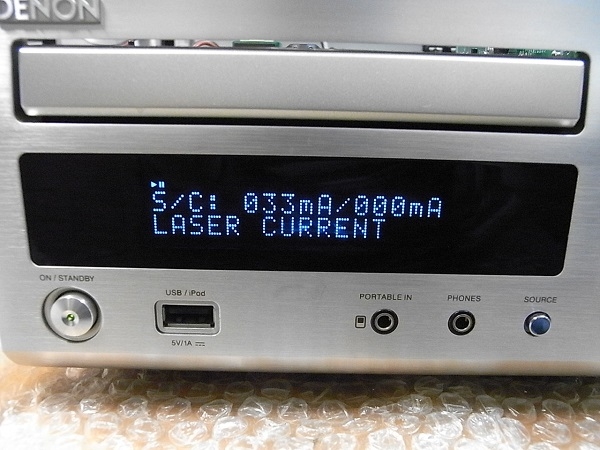 DENON
S/C: 033mA/000mA
LASER CURRENT
ON / STANDBY
USB / iPod
5V/1A
PORTABLE IN
PHONES
SOURCE